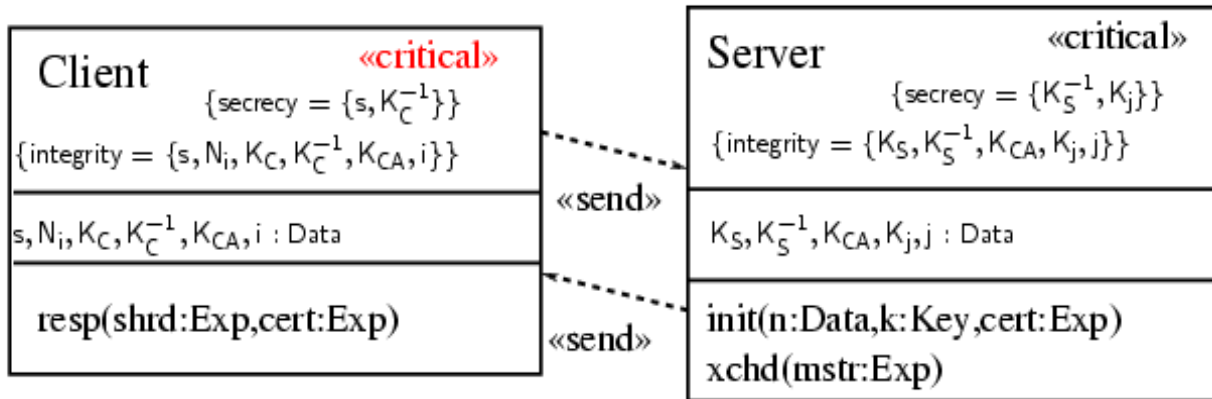 Client «critical»
{secrecy = {s, K_C^{-1}}}
{integrity = {s, N_i, K_C, K_C^{-1}, K_CA, i}}
s, N_i, K_C, K_C^{-1}, K_CA, i : Data
resp(shrd:Exp,cert:Exp)
«send»
«send»
Server «critical»
{secrecy = {K_S^{-1}, K_j}}
{integrity = {K_S, K_S^{-1}, K_CA, K_j, j}}
K_S, K_S^{-1}, K_CA, K_j, j : Data
init(n:Data,k:Key,cert:Exp)
xchd(mstr:Exp)